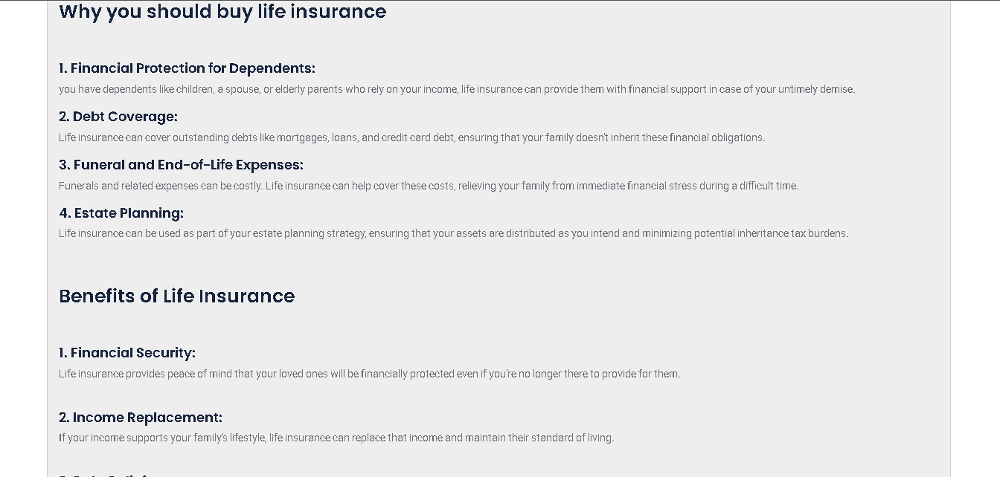 Why you should buy life insurance
1. Financial Protection for Dependents:
you have dependents like children, a spouse, or elderly parents who rely on your income, life insurance can provide them with financial support in case of your untimely demise.
2. Debt Coverage:
Life insurance can cover outstanding debts like mortgages, loans, and credit card debt, ensuring that your family doesn't inherit these financial obligations.
3. Funeral and End-of-Life Expenses:
Funerals and related expenses can be costly. Life insurance can help cover these costs, relieving your family from immediate financial stress during a difficult time.
4. Estate Planning:
Life insurance can be used as part of your estate planning strategy, ensuring that your assets are distributed as you intend and minimizing potential inheritance tax burdens.
Benefits of Life Insurance
1. Financial Security:
Life insurance provides peace of mind that your loved ones will be financially protected even if you're no longer there to provide for them.
2. Income Replacement:
If your income supports your family's lifestyle, life insurance can replace that income and maintain their standard of living.